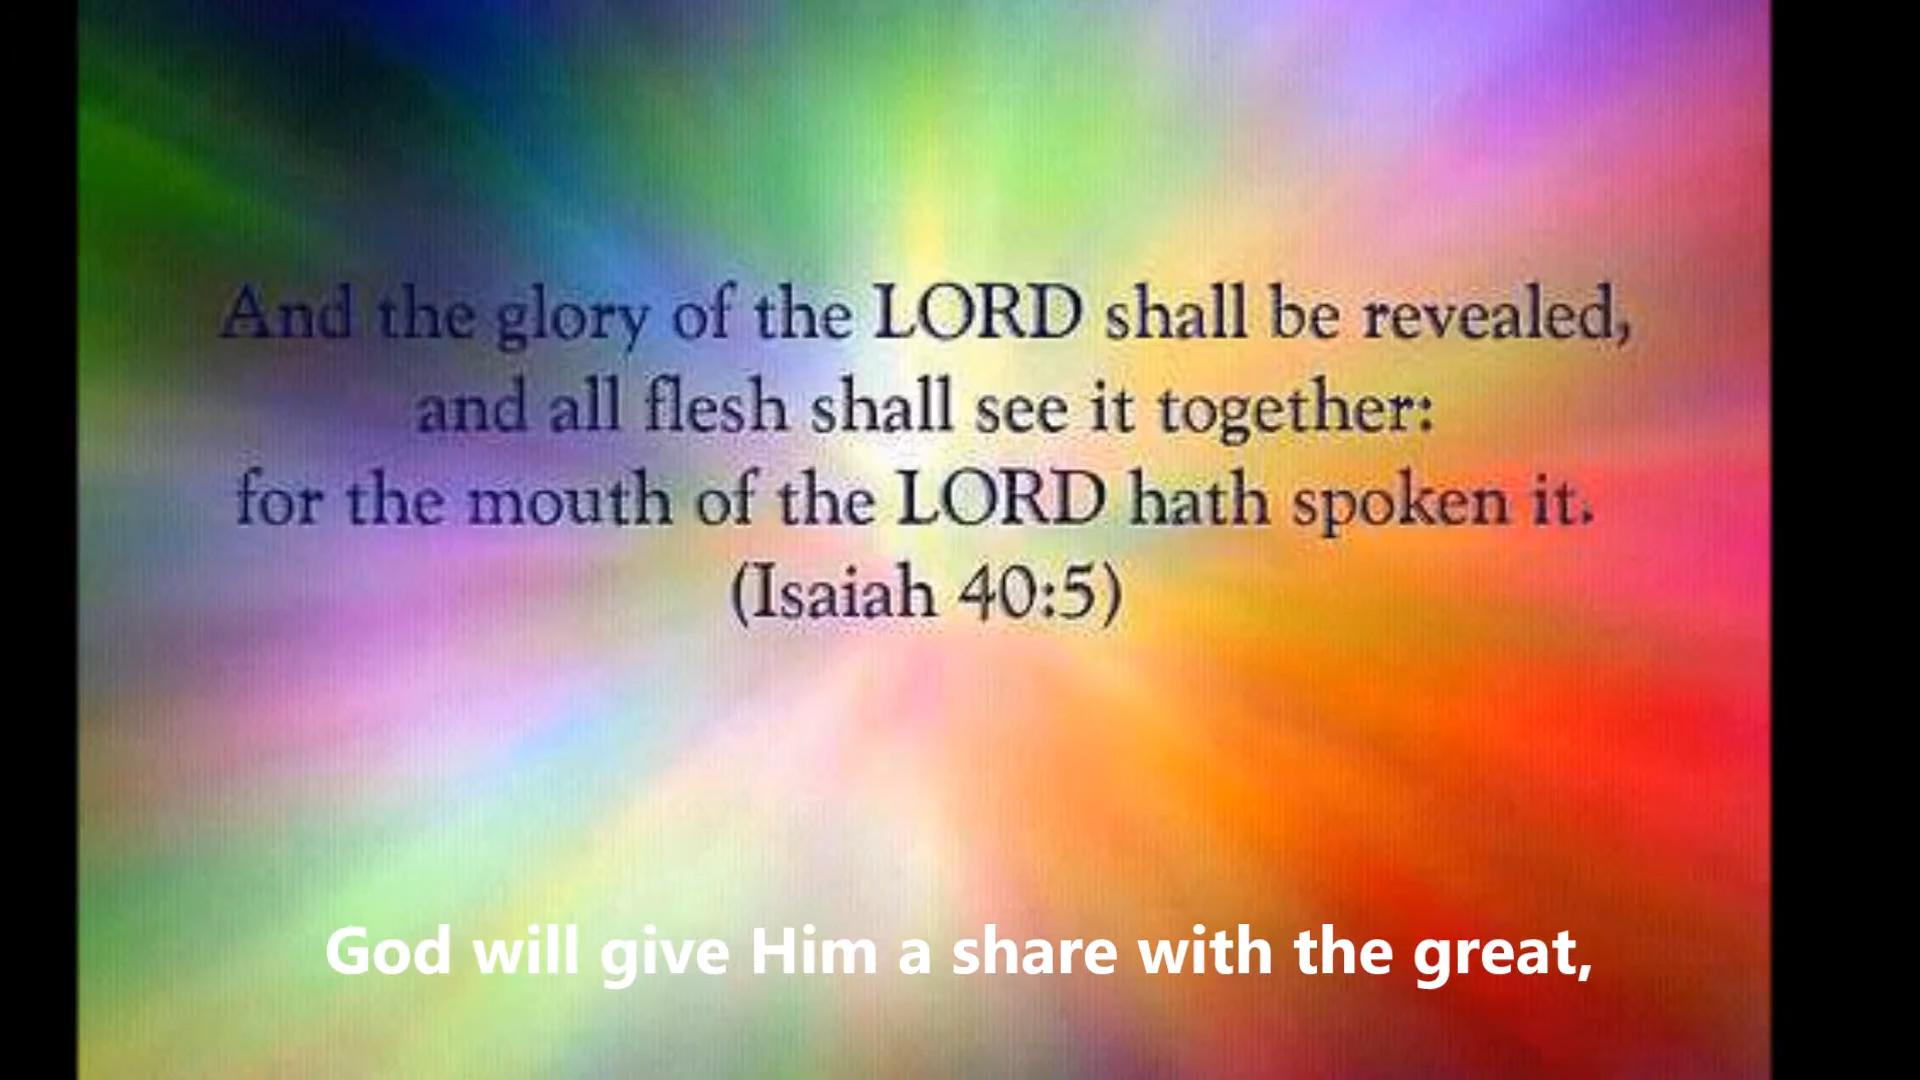 And the glory of the LORD shall be revealed,
and all flesh shall see it together:
for the mouth of the LORD hath spoken it.
(Isaiah 40:5)
God will give Him a share with the great,